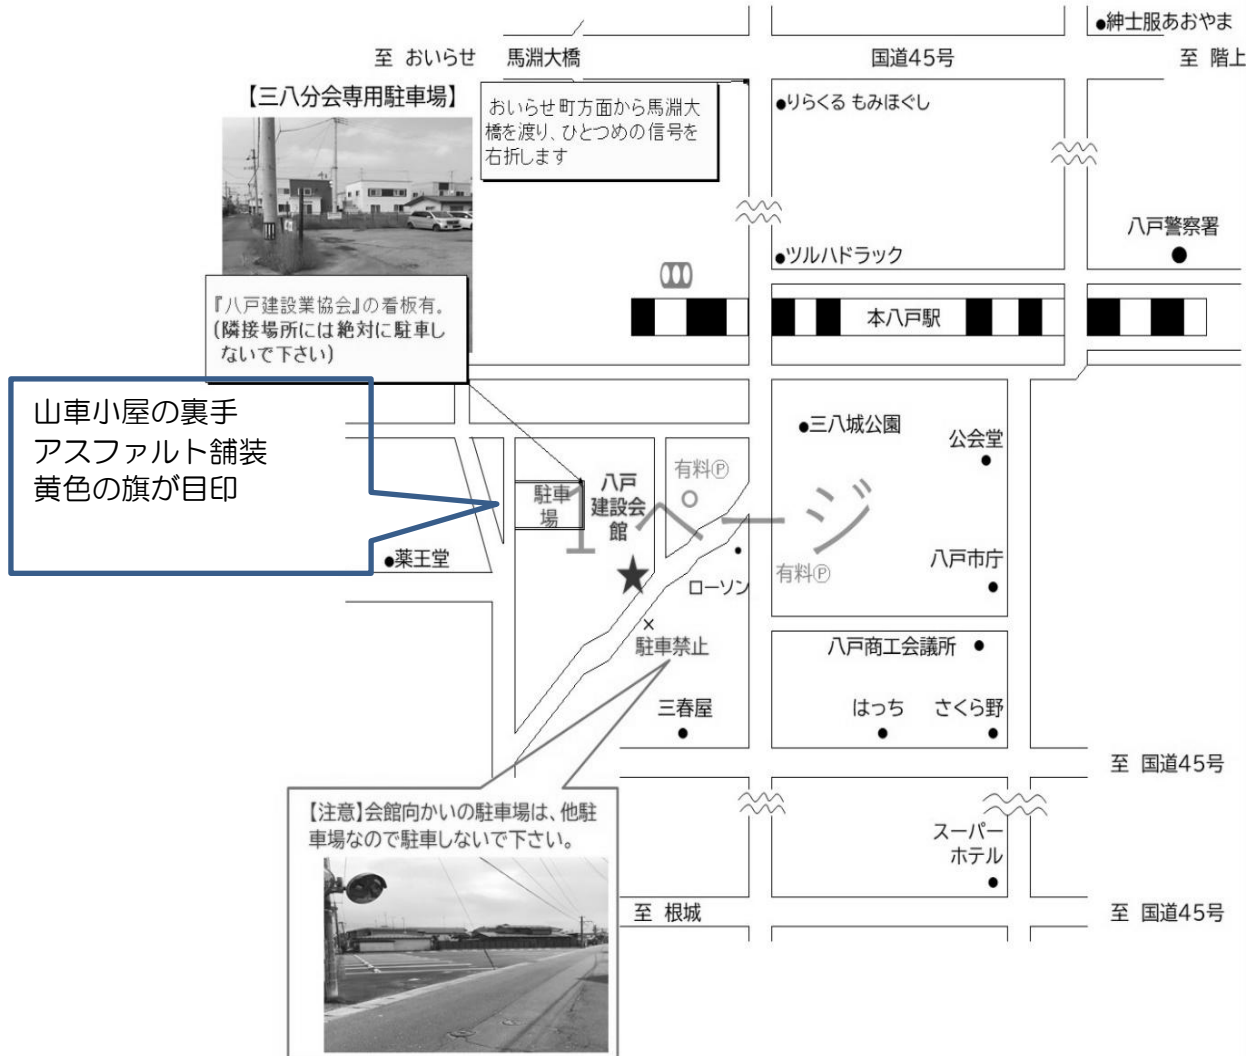 ●紳士服あおやま
至 おいらせ
馬淵大橋
国道45号
至 階上
【三八分会専用駐車場】
おいらせ町方面から馬淵大
橋を渡り、ひとつめの信号を
右折します
●りらくる もみほぐし
八戸警察署
●ツルハドラック
『八戸建設業協会』の看板有。
(隣接場所には絶対に駐車し
ないで下さい)
本八戸駅
山車小屋の裏手
アスファルト舗装
黄色の旗が目印
●三八城公園
公会堂
有料Ⓟ
駐車
場
八戸
建設会
館
1 ページ
●薬王堂
ローソン
有料Ⓟ
八戸市庁
×
駐車禁止
八戸商工会議所
三春屋
はっち
さくら野
至 国道45号
【注意】会館向かいの駐車場は、他駐
車場なので駐車しないで下さい。
スーパー
ホテル
至 根城
至 国道45号